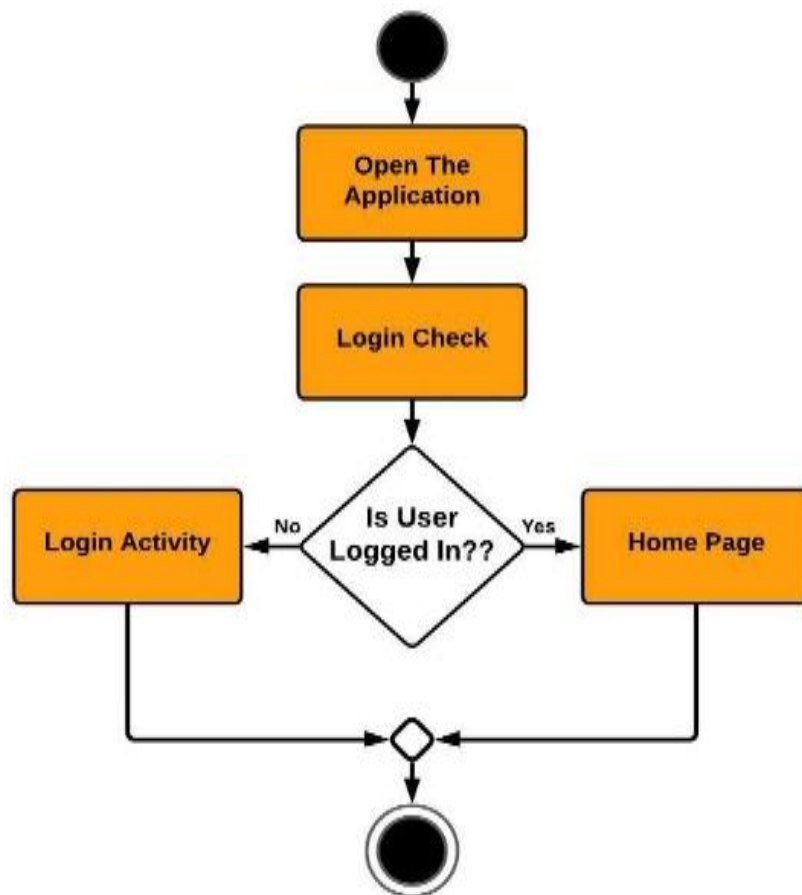 Open The
Application
Login Check
Is User
Logged In??
No
Yes
Login Activity
Home Page